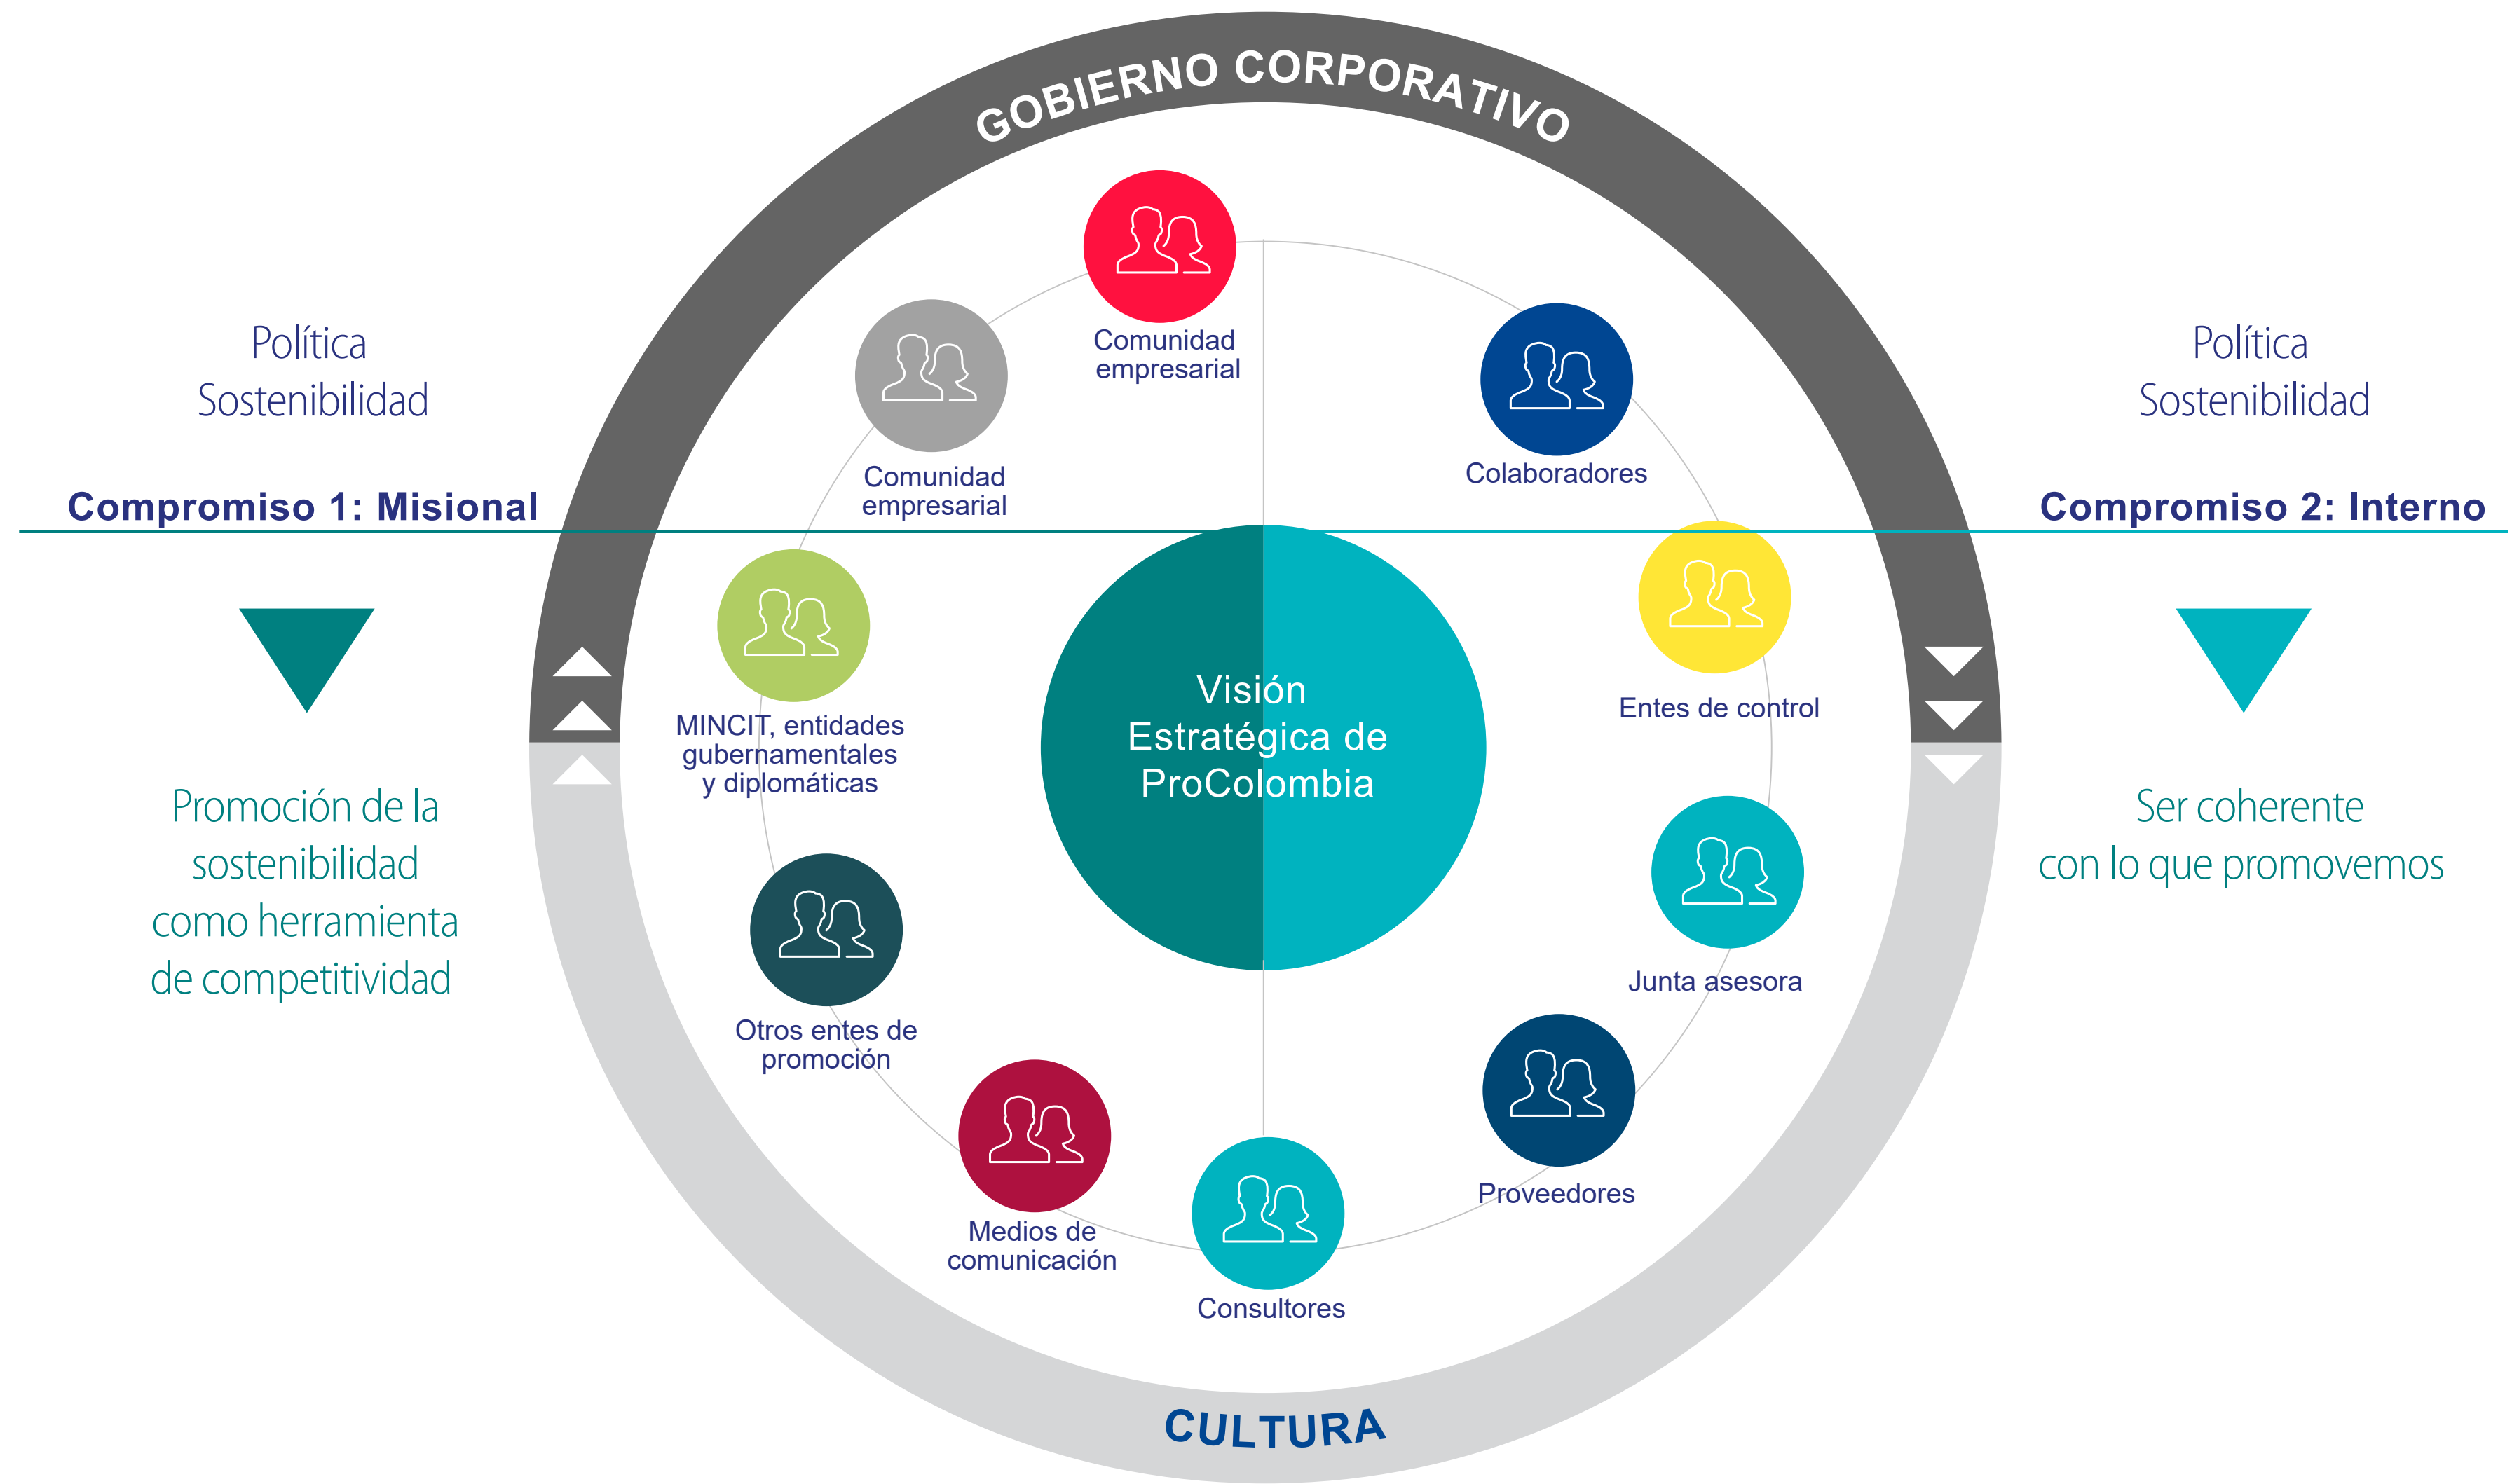 GOBIERNO CORPORATIVO
Política
Sostenibilidad
Compromiso 1: Misional
Promoción de la
sostenibilidad
como herramienta
de competitividad
Comunidad
empresarial
Comunidad
empresarial
MINCIT, entidades
gubernamentales
y diplomáticas
Otros entes de
promoción
Medios de
comunicación
Consultores
Visión
Estratégica de
ProColombia
Colaboradores
Entes de control
Junta asesora
Proveedores
Política
Sostenibilidad
Compromiso 2: Interno
Ser coherente
con lo que promovemos
CULTURA